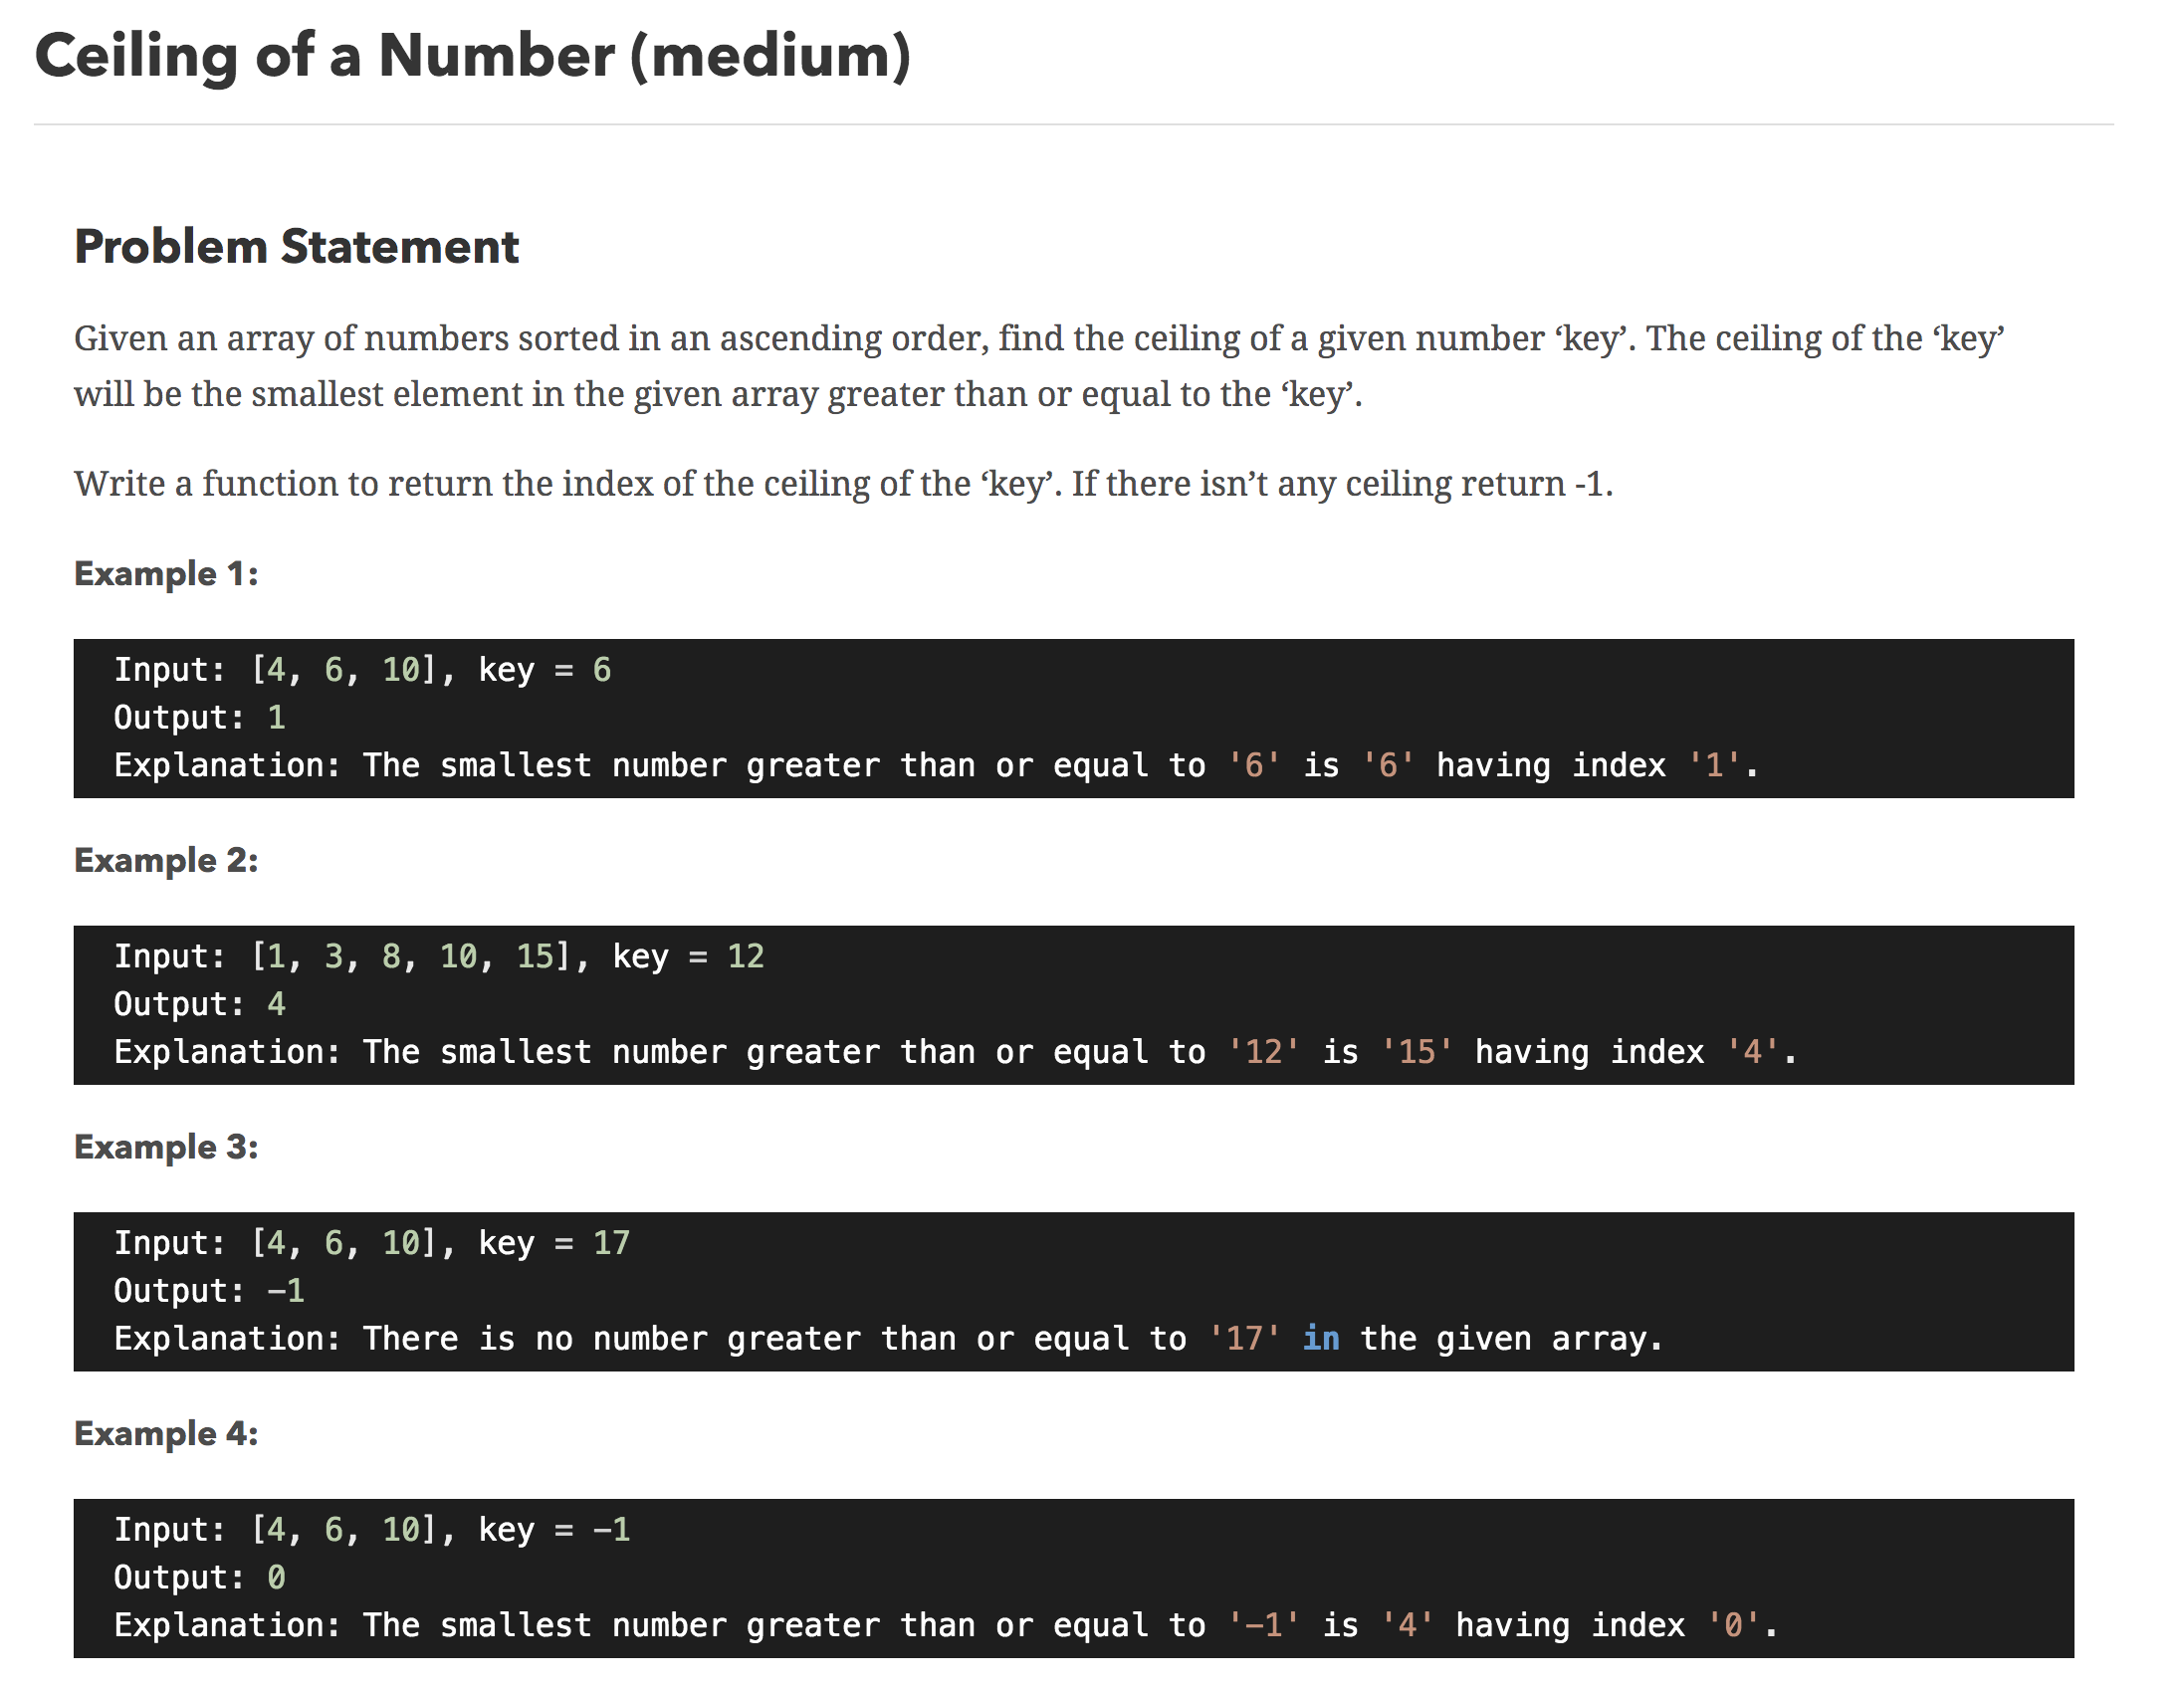 Ceiling of a Number (medium)
Problem Statement
Given an array of numbers sorted in an ascending order, find the ceiling of a given number ‘key’. The ceiling of the ‘key’
will be the smallest element in the given array greater than or equal to the ‘key’.
Write a function to return the index of the ceiling of the ‘key’. If there isn’t any ceiling return -1.
Example 1:
Input: [4, 6, 10], key = 6
Output: 1
Explanation: The smallest number greater than or equal to '6' is '6' having index '1'.
Example 2:
Input: [1, 3, 8, 10, 15], key = 12
Output: 4
Explanation: The smallest number greater than or equal to '12' is '15' having index '4'.
Example 3:
Input: [4, 6, 10], key = 17
Output: -1
Explanation: There is no number greater than or equal to '17' in the given array.
Example 4:
Input: [4, 6, 10], key = -1
Output: 0
Explanation: The smallest number greater than or equal to '-1' is '4' having index '0'.